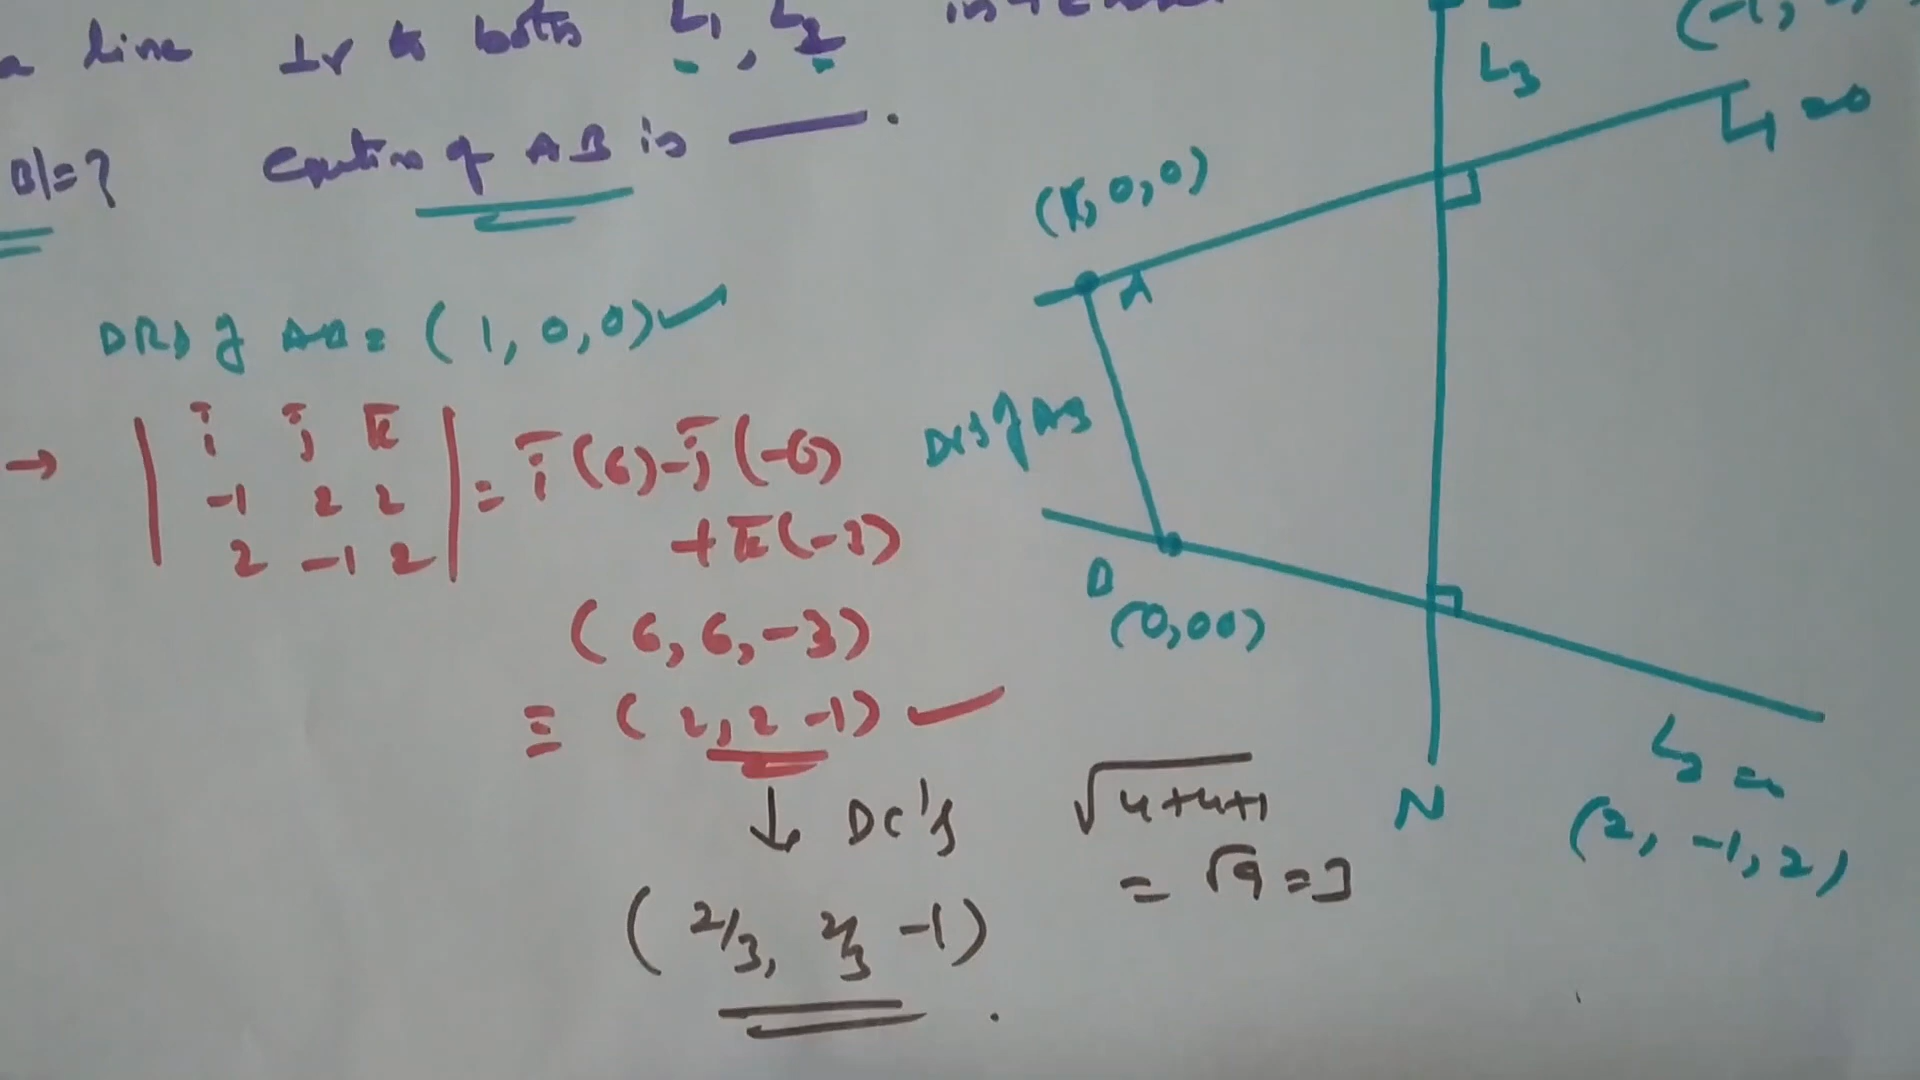 a line ⊥r to both L1, L2
B|=? Equation of AB is ——.
DRs of AB = (1, 0, 0) ✓
→ | i j k |
| -1 2 2 | = i(6)-j(-6)
| 2 -1 2 | + k(-3)
(6, 6, -3)
≡ (2, 2 -1) ✓
↓ DC's
(2/3, 2/3 -1)
√4+4+1
= √9 = 3
L3
(-1,
L1 =0
(1, 0, 0)
A
Drs of AB
B
(0,00)
L2 =0
(2, -1, 2)
N